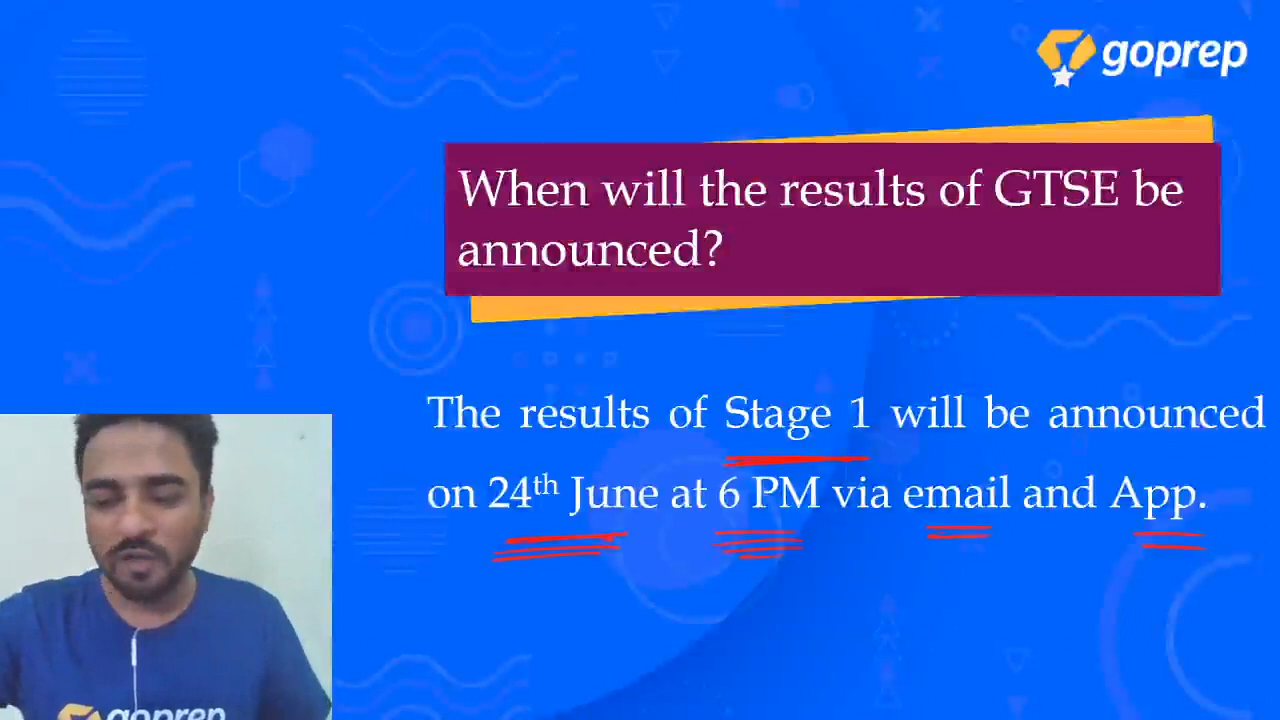 goprep
When will the results of GTSE be
announced?
The results of Stage 1 will be announced
on 24th June at 6 PM via email and App.
goprep